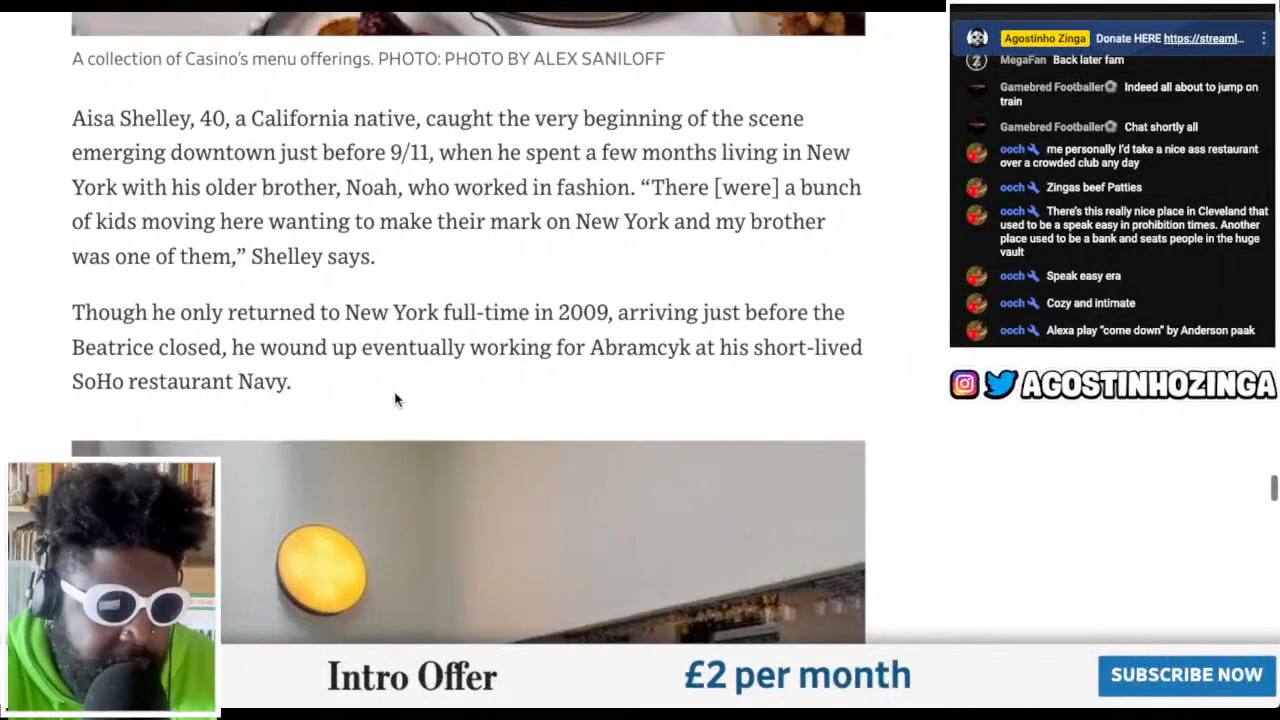 A collection of Casino’s menu offerings. PHOTO: PHOTO BY ALEX SANILOFF
Aisa Shelley, 40, a California native, caught the very beginning of the scene
emerging downtown just before 9/11, when he spent a few months living in New
York with his older brother, Noah, who worked in fashion. “There [were] a bunch
of kids moving here wanting to make their mark on New York and my brother
was one of them,” Shelley says.
Though he only returned to New York full-time in 2009, arriving just before the
Beatrice closed, he wound up eventually working for Abramcyk at his short-lived
SoHo restaurant Navy.
Intro Offer
£2 per month
SUBSCRIBE NOW
Agostinho Zinga Donate HERE https://streaml...
MegaFan Back later fam
Gamebred Footballer⚽ Indeed all about to jump on
train
Gamebred Footballer⚽ Chat shortly all
ooch me personally I’d take a nice ass restaurant
over a crowded club any day
ooch Zingas beef Patties
ooch There’s this really nice place in Cleveland that
used to be a speak easy in prohibition times. Another
place used to be a bank and seats people in the huge
vault
ooch Speak easy era
ooch Cozy and intimate
ooch Alexa play “come down” by Anderson paak
AGOSTINHOZINGA